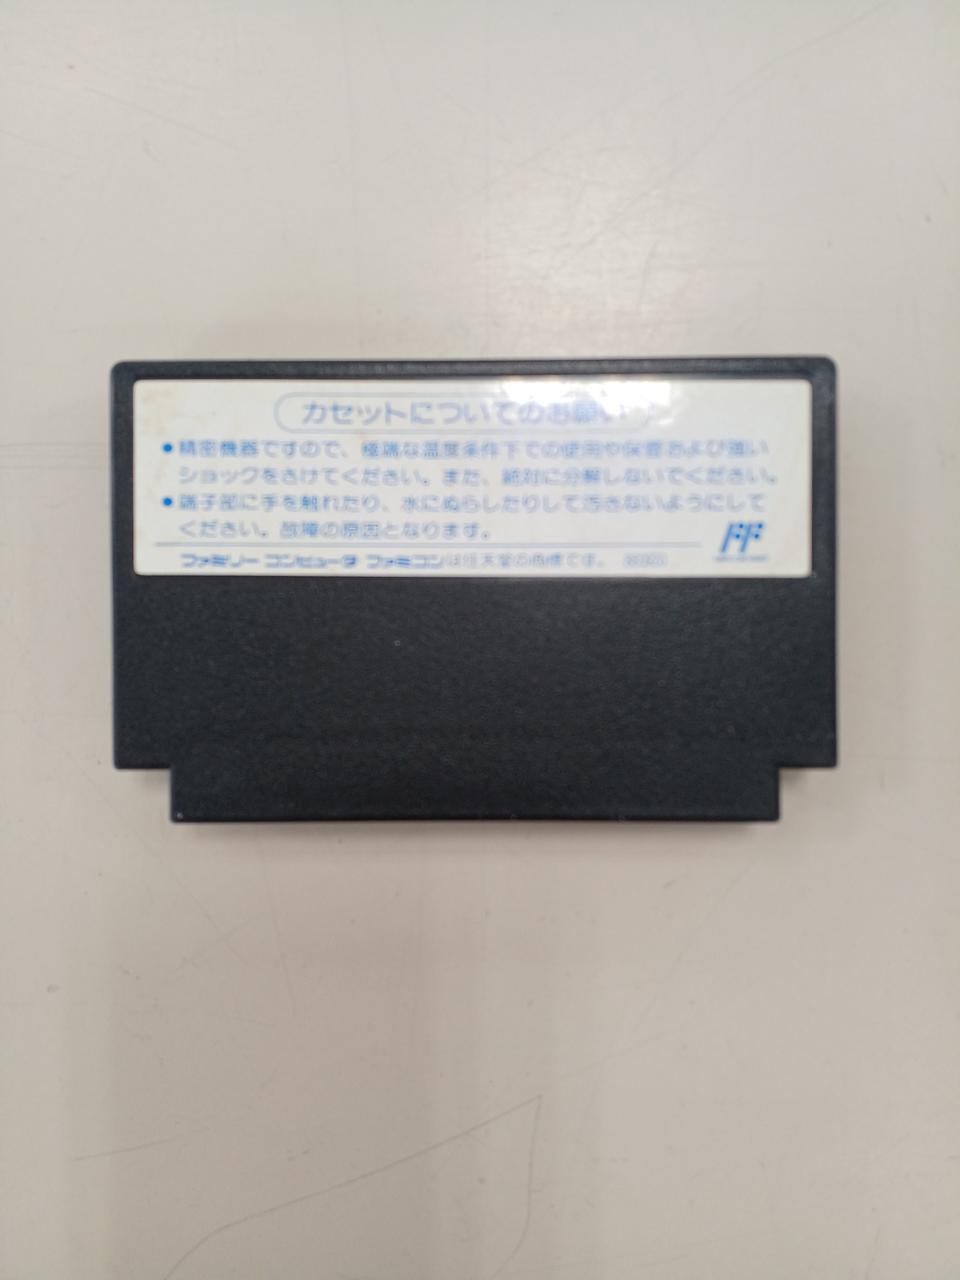 カセットについてのお願い
●精密機器ですので、極端な温度条件下での使用や保管および強い
ショックをさけてください。また、絶対に分解しないでください。
●端子部に手を触れたり、水にぬらしたりして汚さないようにして
ください。故障の原因となります。
FF
ファミリーコンピュータ ファミコンは任天堂の商標です。